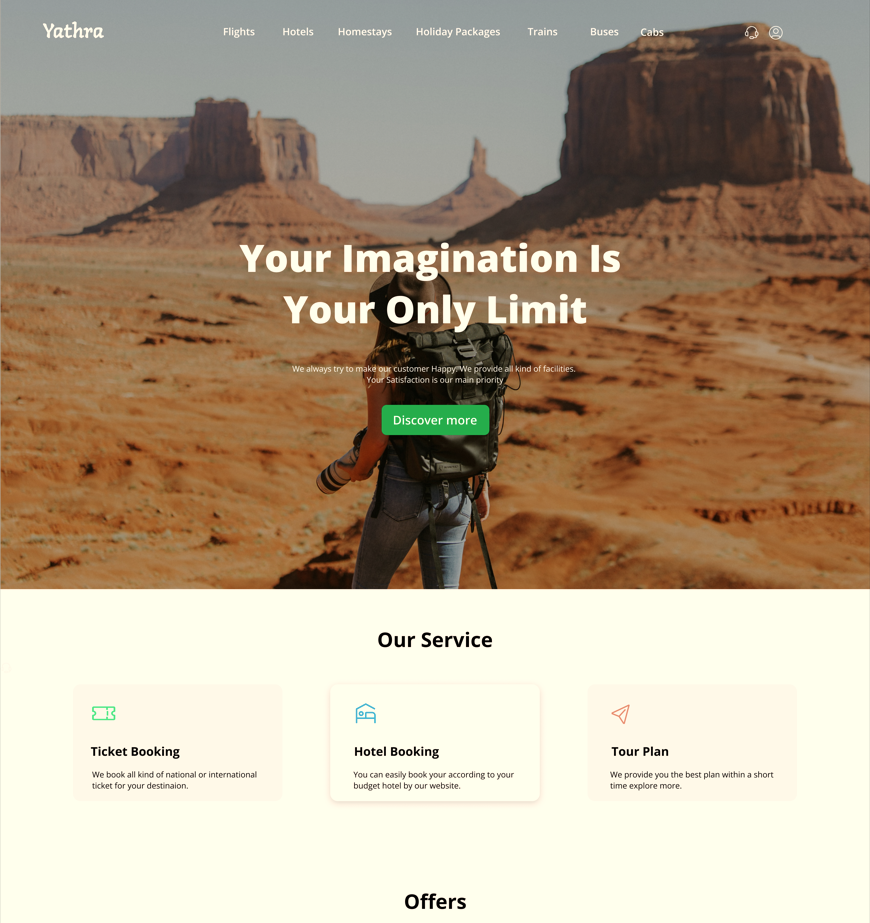 Yathra
Flights Hotels Homestays Holiday Packages Trains Buses Cabs
Your Imagination Is
Your Only Limit
We always try to make our customer Happy. We provide all kind of facilities.
Your Satisfaction is our main priority
Discover more
Our Service
Ticket Booking
We book all kind of national or international
ticket for your destinaion.
Hotel Booking
You can easily book your according to your
budget hotel by our website.
Tour Plan
We provide you the best plan within a short
time explore more.
Offers